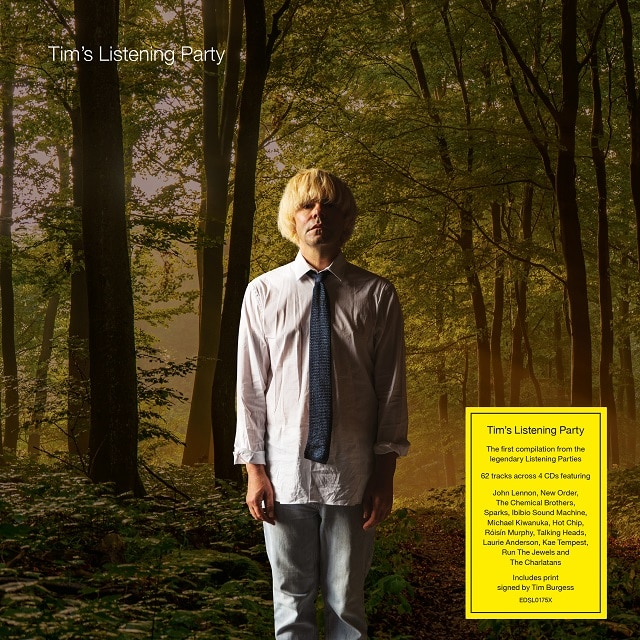 Tim's Listening Party
Tim's Listening Party
The first compilation from the
legendary Listening Parties
62 tracks across 4 CDs featuring
John Lennon, New Order,
The Chemical Brothers,
Sparks, Ibibio Sound Machine,
Michael Kiwanuka, Hot Chip,
Róisín Murphy, Talking Heads,
Laurie Anderson, Kae Tempest,
Run The Jewels and
The Charlatans
Includes print
signed by Tim Burgess
EDSL0175X